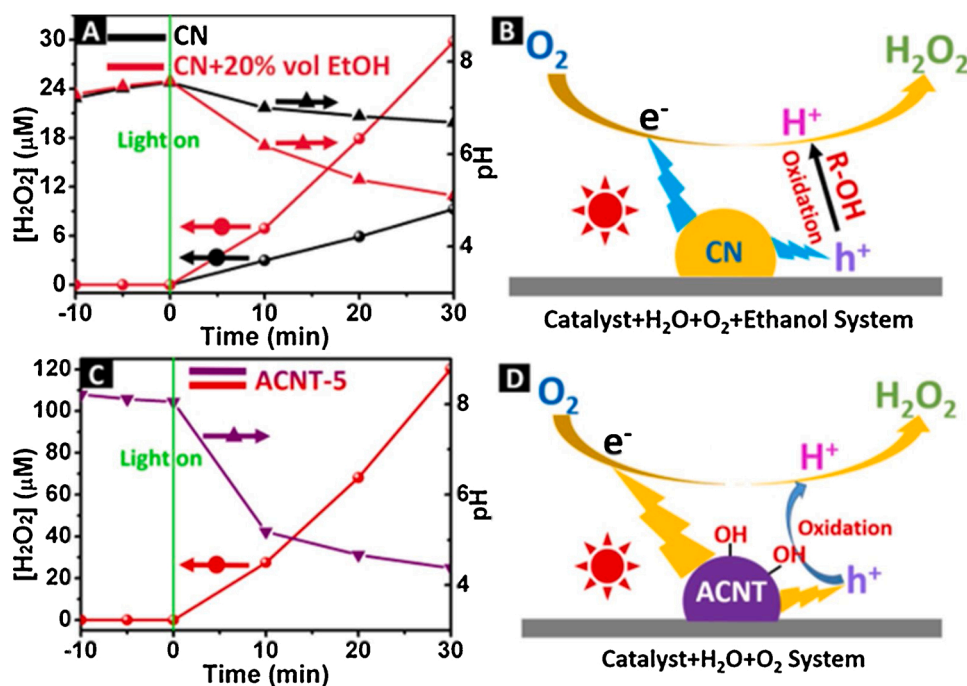 A
CN
CN+20% vol EtOH
Light on
30
24
18
12
6
0
[H2O2] (μM)
8
6
4
pH
-10
0
10
20
30
Time (min)
B
O2
H2O2
e-
H+
Oxidation
R-OH
CN
h+
Catalyst+H2O+O2+Ethanol System
C
ACNT-5
Light on
120
100
80
60
40
20
0
[H2O2] (μM)
8
6
4
pH
-10
0
10
20
30
Time (min)
D
O2
H2O2
e-
H+
OH
OH
Oxidation
ACNT
h+
Catalyst+H2O+O2 System